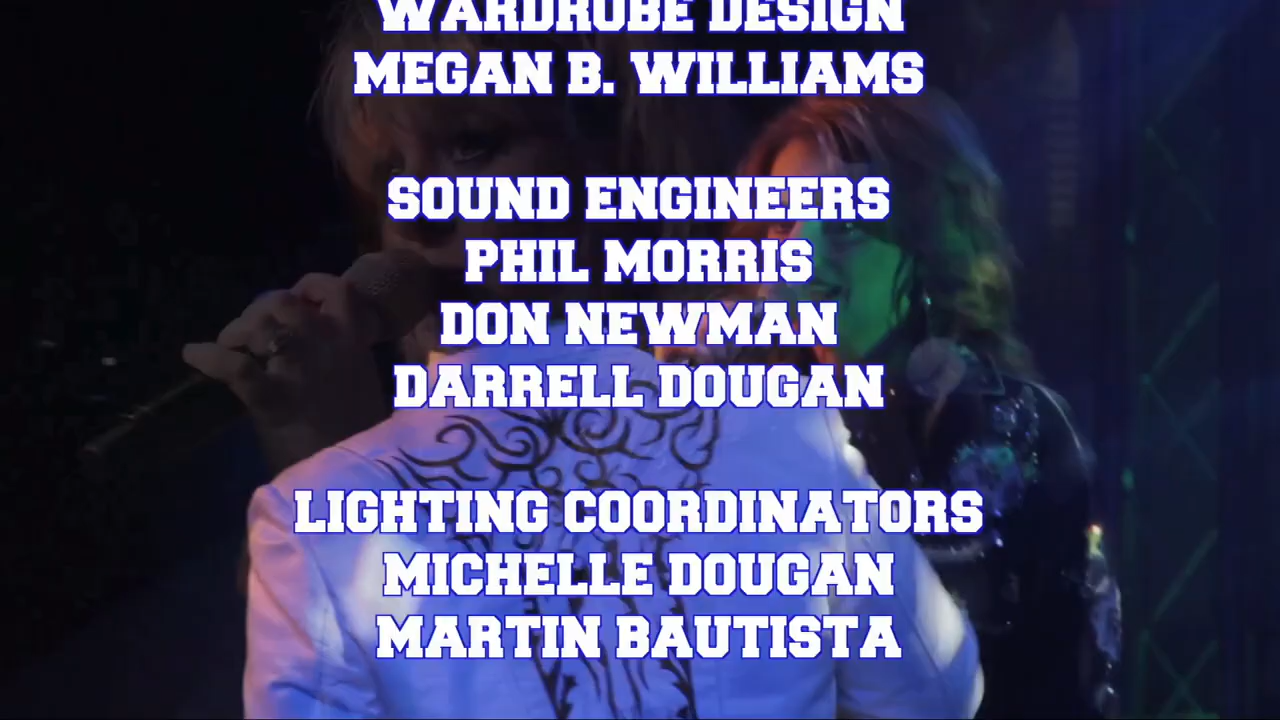 WARDROBE DESIGN
MEGAN B. WILLIAMS
SOUND ENGINEERS
PHIL MORRIS
DON NEWMAN
DARRELL DOUGAN
LIGHTING COORDINATORS
MICHELLE DOUGAN
MARTIN BAUTISTA